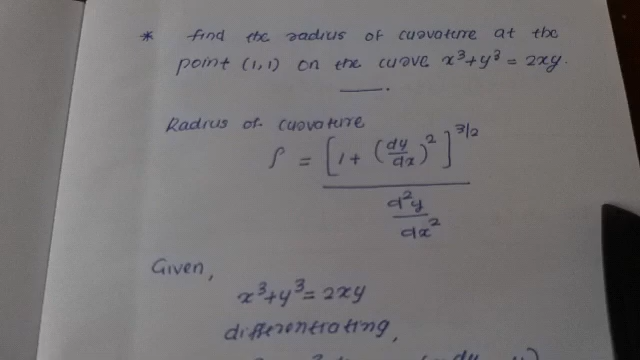 * find the radius of curvature at the
point (1,1) on the curve x³+y³ = 2xy.
Radius of curvature
ρ = [1 + (dy/dx)²]^3/2
d²y
dx²
Given,
x³+y³ = 2xy
differentiating,